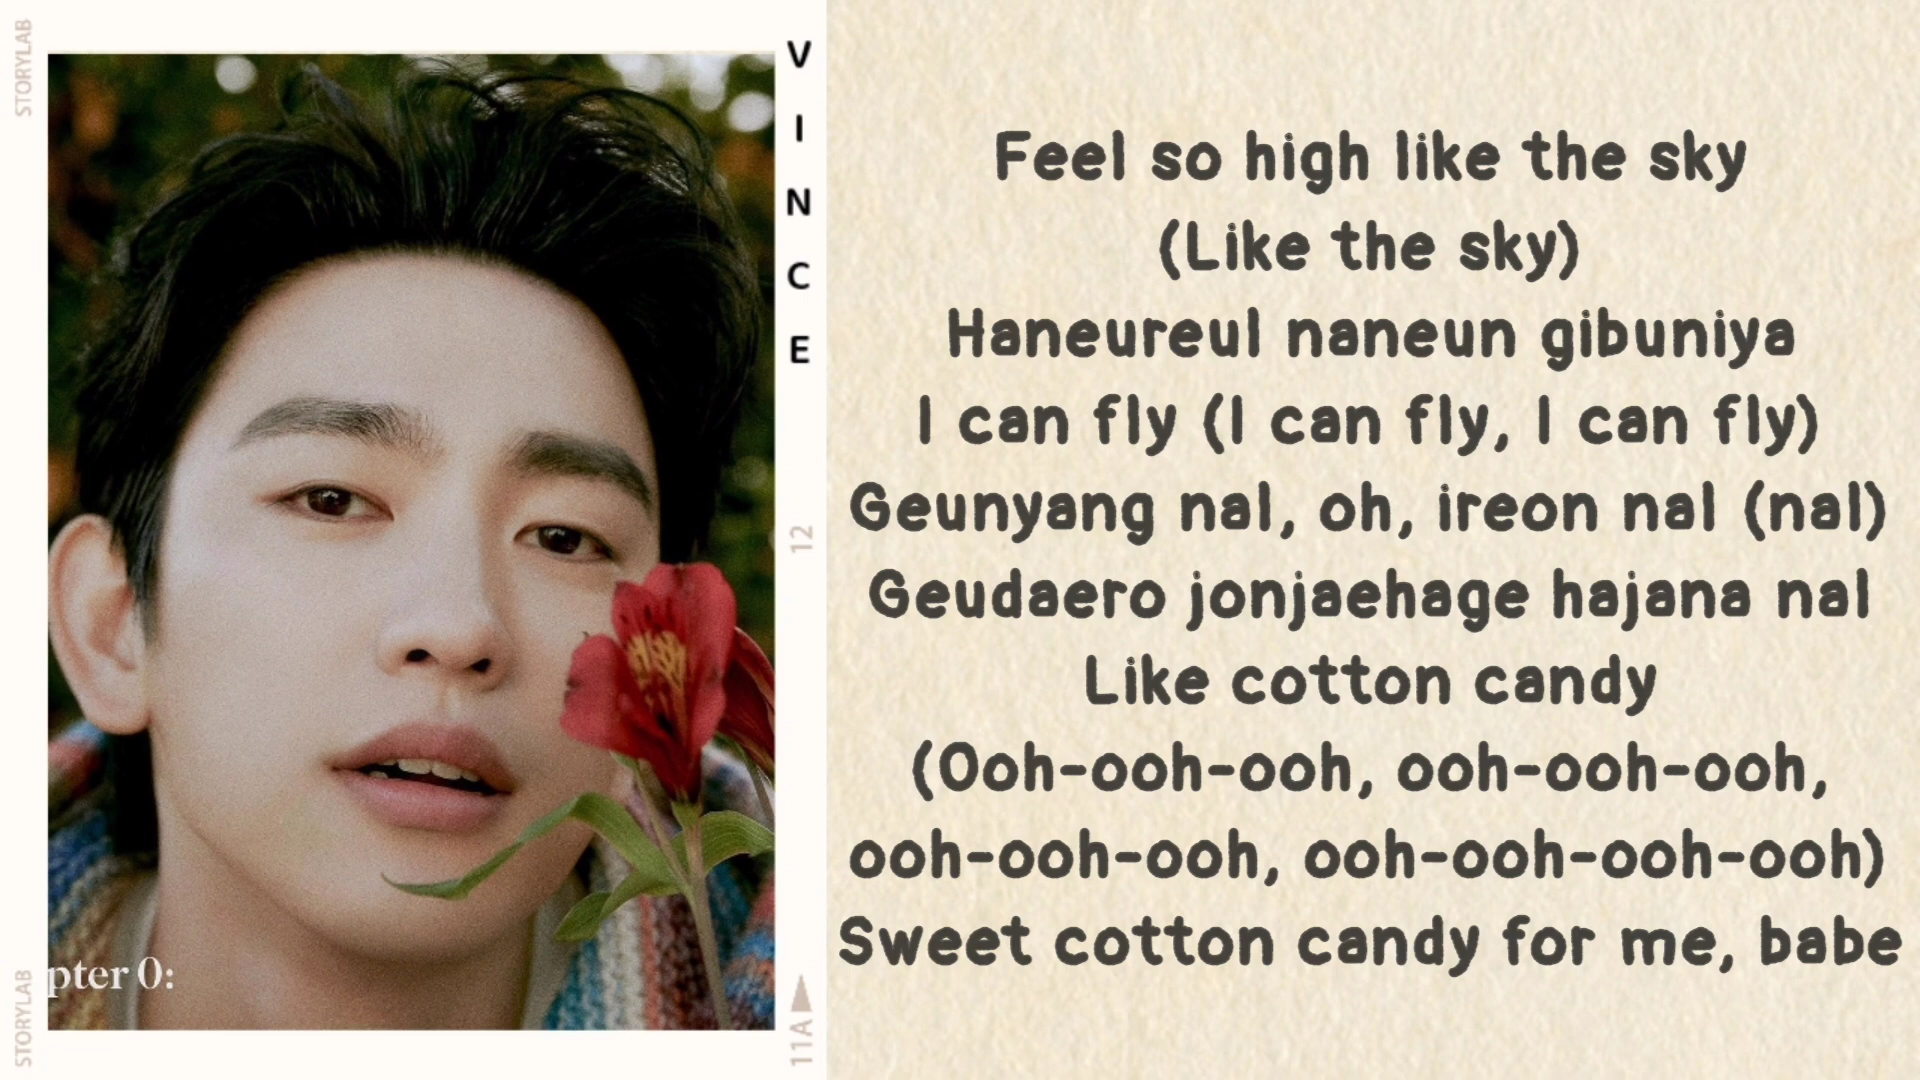 STORYLAB
VINCE
12
pter 0:
STORYLAB
11A
Feel so high like the sky
(Like the sky)
Haneureul naneun gibuniya
I can fly (I can fly, I can fly)
Geunyang nal, oh, ireon nal (nal)
Geudaero jonjaehage hajana nal
Like cotton candy
(Ooh-ooh-ooh, ooh-ooh-ooh,
ooh-ooh-ooh, ooh-ooh-ooh-ooh)
Sweet cotton candy for me, babe